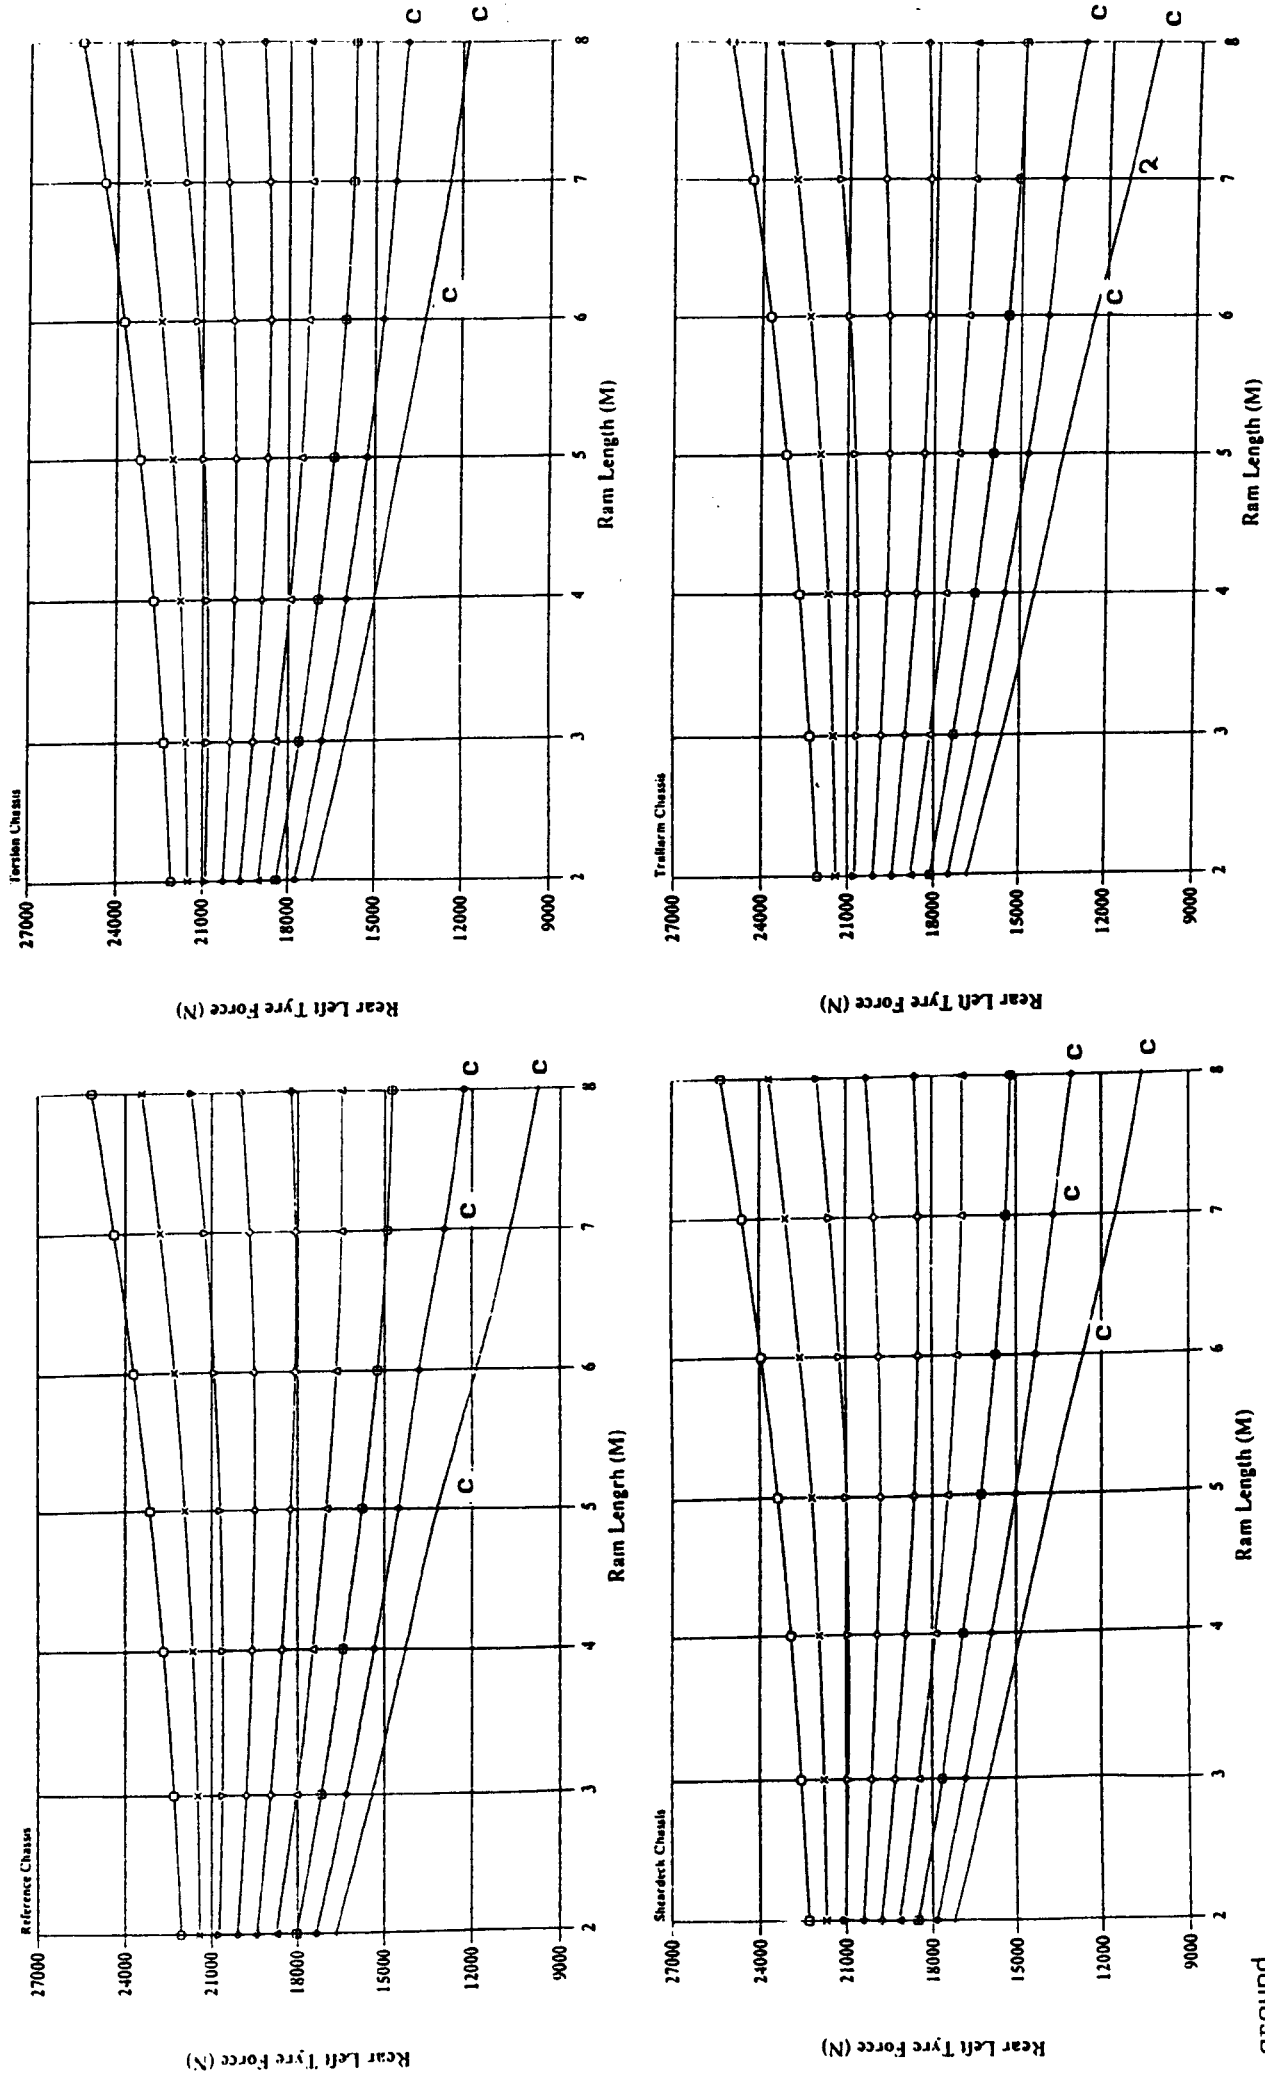 Reference Chassis
27000
24000
21000
18000
15000
12000
9000
Rear Left Tyre Force (N)
2
3
4
5
6
7
8
Ram Lengrh (M)
C
C
C
C
Torsion Chassis
27000
24000
21000
18000
15000
12000
9000
Rear Left Tyre Force (N)
2
3
4
5
6
7
8
Ram Length (M)
C
C
C
Sheardeck Chassis
27000
24000
21000
18000
15000
12000
9000
Rear Left Tyre Force (N)
2
3
4
5
6
7
8
Ram Length (M)
C
C
C
C
Trailarm Chassis
27000
24000
21000
18000
15000
12000
9000
Rear Left Tyre Force (N)
2
3
4
5
6
7
8
Ram Length (M)
C
2
C
C